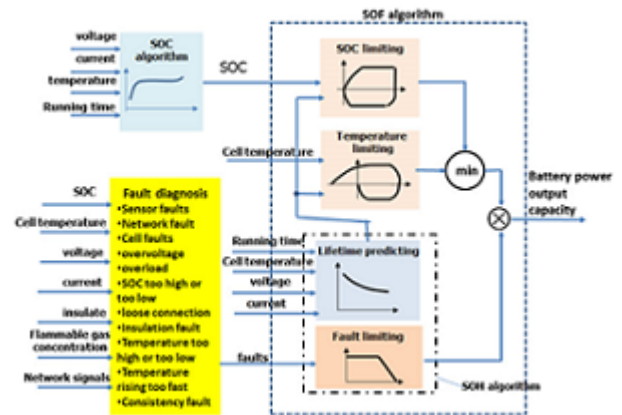 SOF algorithm
voltage
current
temperature
Running time
SOC
algorithm
SOC
SOC limiting
Temperature
limiting
Cell temperature
min
Battery power
output
capacity
SOC
Cell temperature
voltage
current
insulate
Flammable gas
concentration
Network signals
Fault diagnosis
•Sensor faults
•Network fault
•Cell faults
•overvoltage
•overload
•SOC too high or
too low
•loose connection
•Insulation fault
•Temperature too
high or too low
•Temperature
rising too fast
•Consistency fault
Running time
Cell temperature
voltage
current
Lifetime predicting
faults
Fault limiting
SOH algorithm